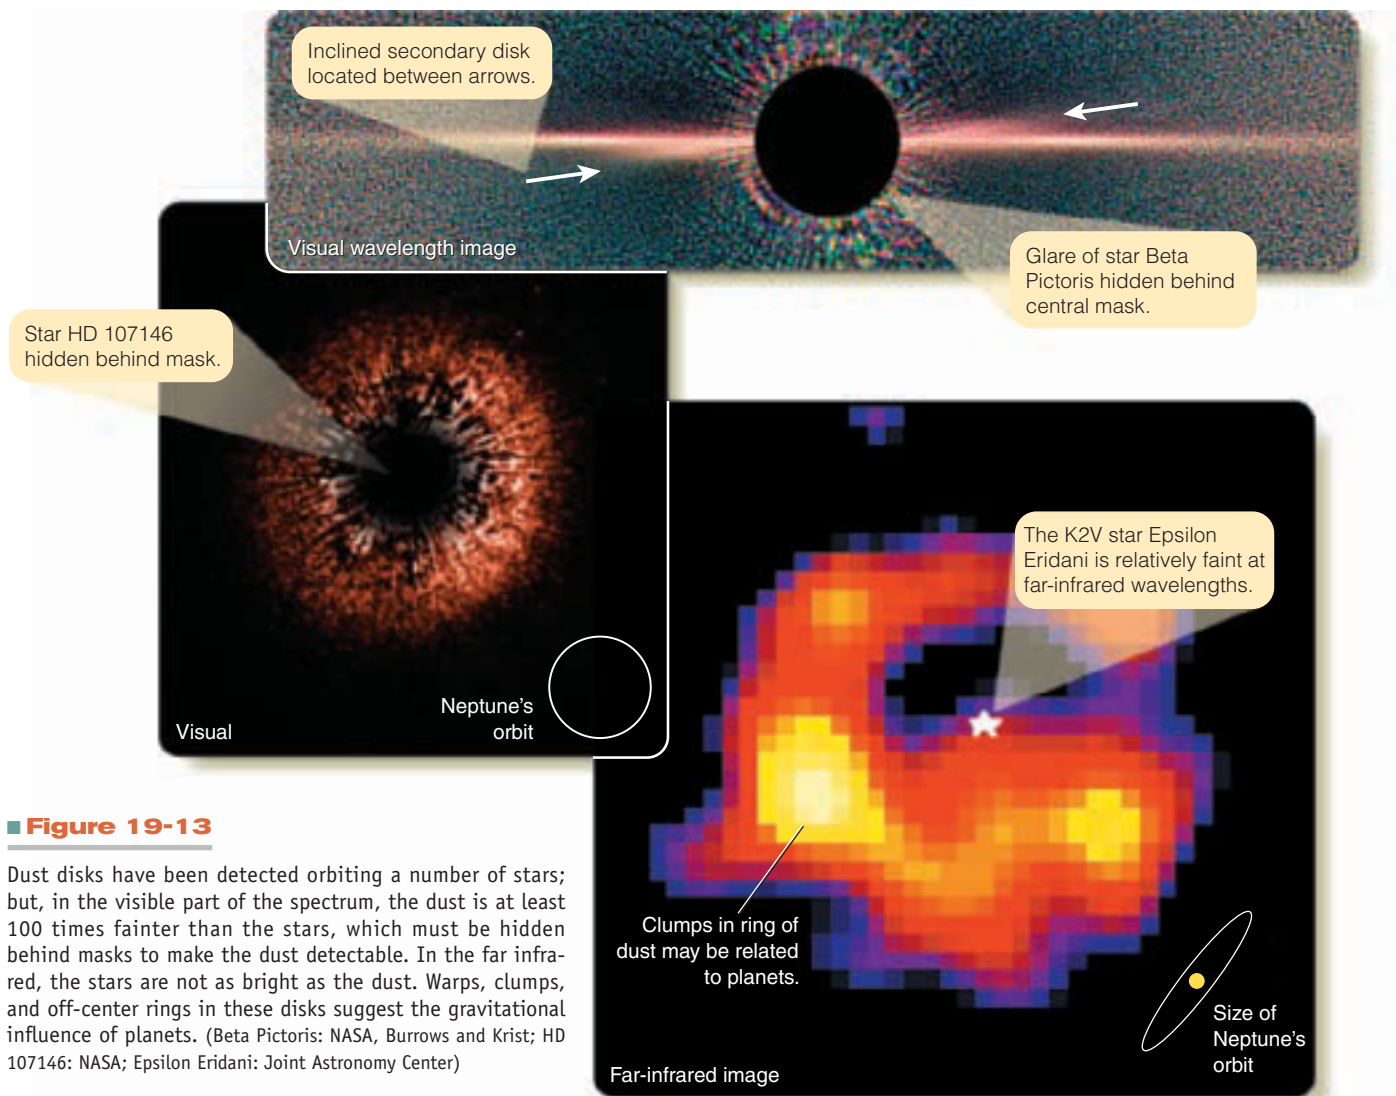 Inclined secondary disk
located between arrows.
Visual wavelength image
Glare of star Beta
Pictoris hidden behind
central mask.
Star HD 107146
hidden behind mask.
Neptune's
orbit
Visual
The K2V star Epsilon
Eridani is relatively faint at
far-infrared wavelengths.
Clumps in ring of
dust may be related
to planets.
Size of
Neptune's
orbit
Far-infrared image
Figure 19-13
Dust disks have been detected orbiting a number of stars;
but, in the visible part of the spectrum, the dust is at least
100 times fainter than the stars, which must be hidden
behind masks to make the dust detectable. In the far infra-
red, the stars are not as bright as the dust. Warps, clumps,
and off-center rings in these disks suggest the gravitational
influence of planets. (Beta Pictoris: NASA, Burrows and Krist; HD
107146: NASA; Epsilon Eridani: Joint Astronomy Center)